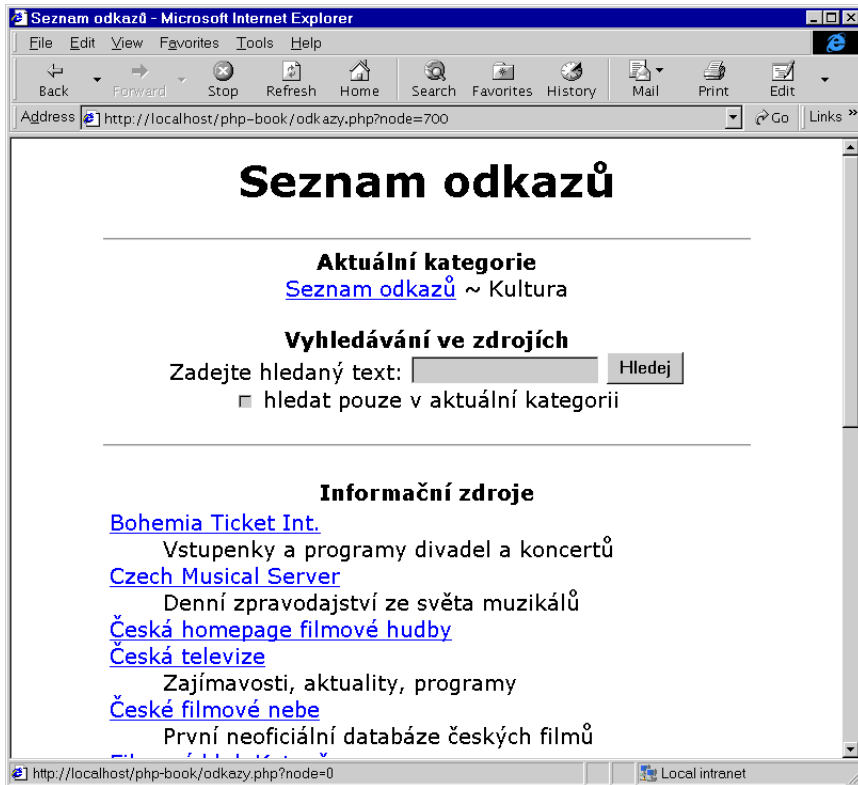 Seznam odkazů - Microsoft Internet Explorer
File Edit View Favorites Tools Help
Back Forward Stop Refresh Home Search Favorites History Mail Print Edit
Address http://localhost/php-book/odkazy.php?node=700 Go Links »
Seznam odkazů
Aktuální kategorie
Seznam odkazů ~ Kultura
Vyhledávání ve zdrojích
Zadejte hledaný text: Hledej
hledat pouze v aktuální kategorii
Informační zdroje
Bohemia Ticket Int.
Vstupenky a programy divadel a koncertů
Czech Musical Server
Denní zpravodajství ze světa muzikálů
Česká homepage filmové hudby
Česká televize
Zajímavosti, aktuality, programy
České filmové nebe
První neoficiální databáze českých filmů
http://localhost/php-book/odkazy.php?node=0 Local intranet